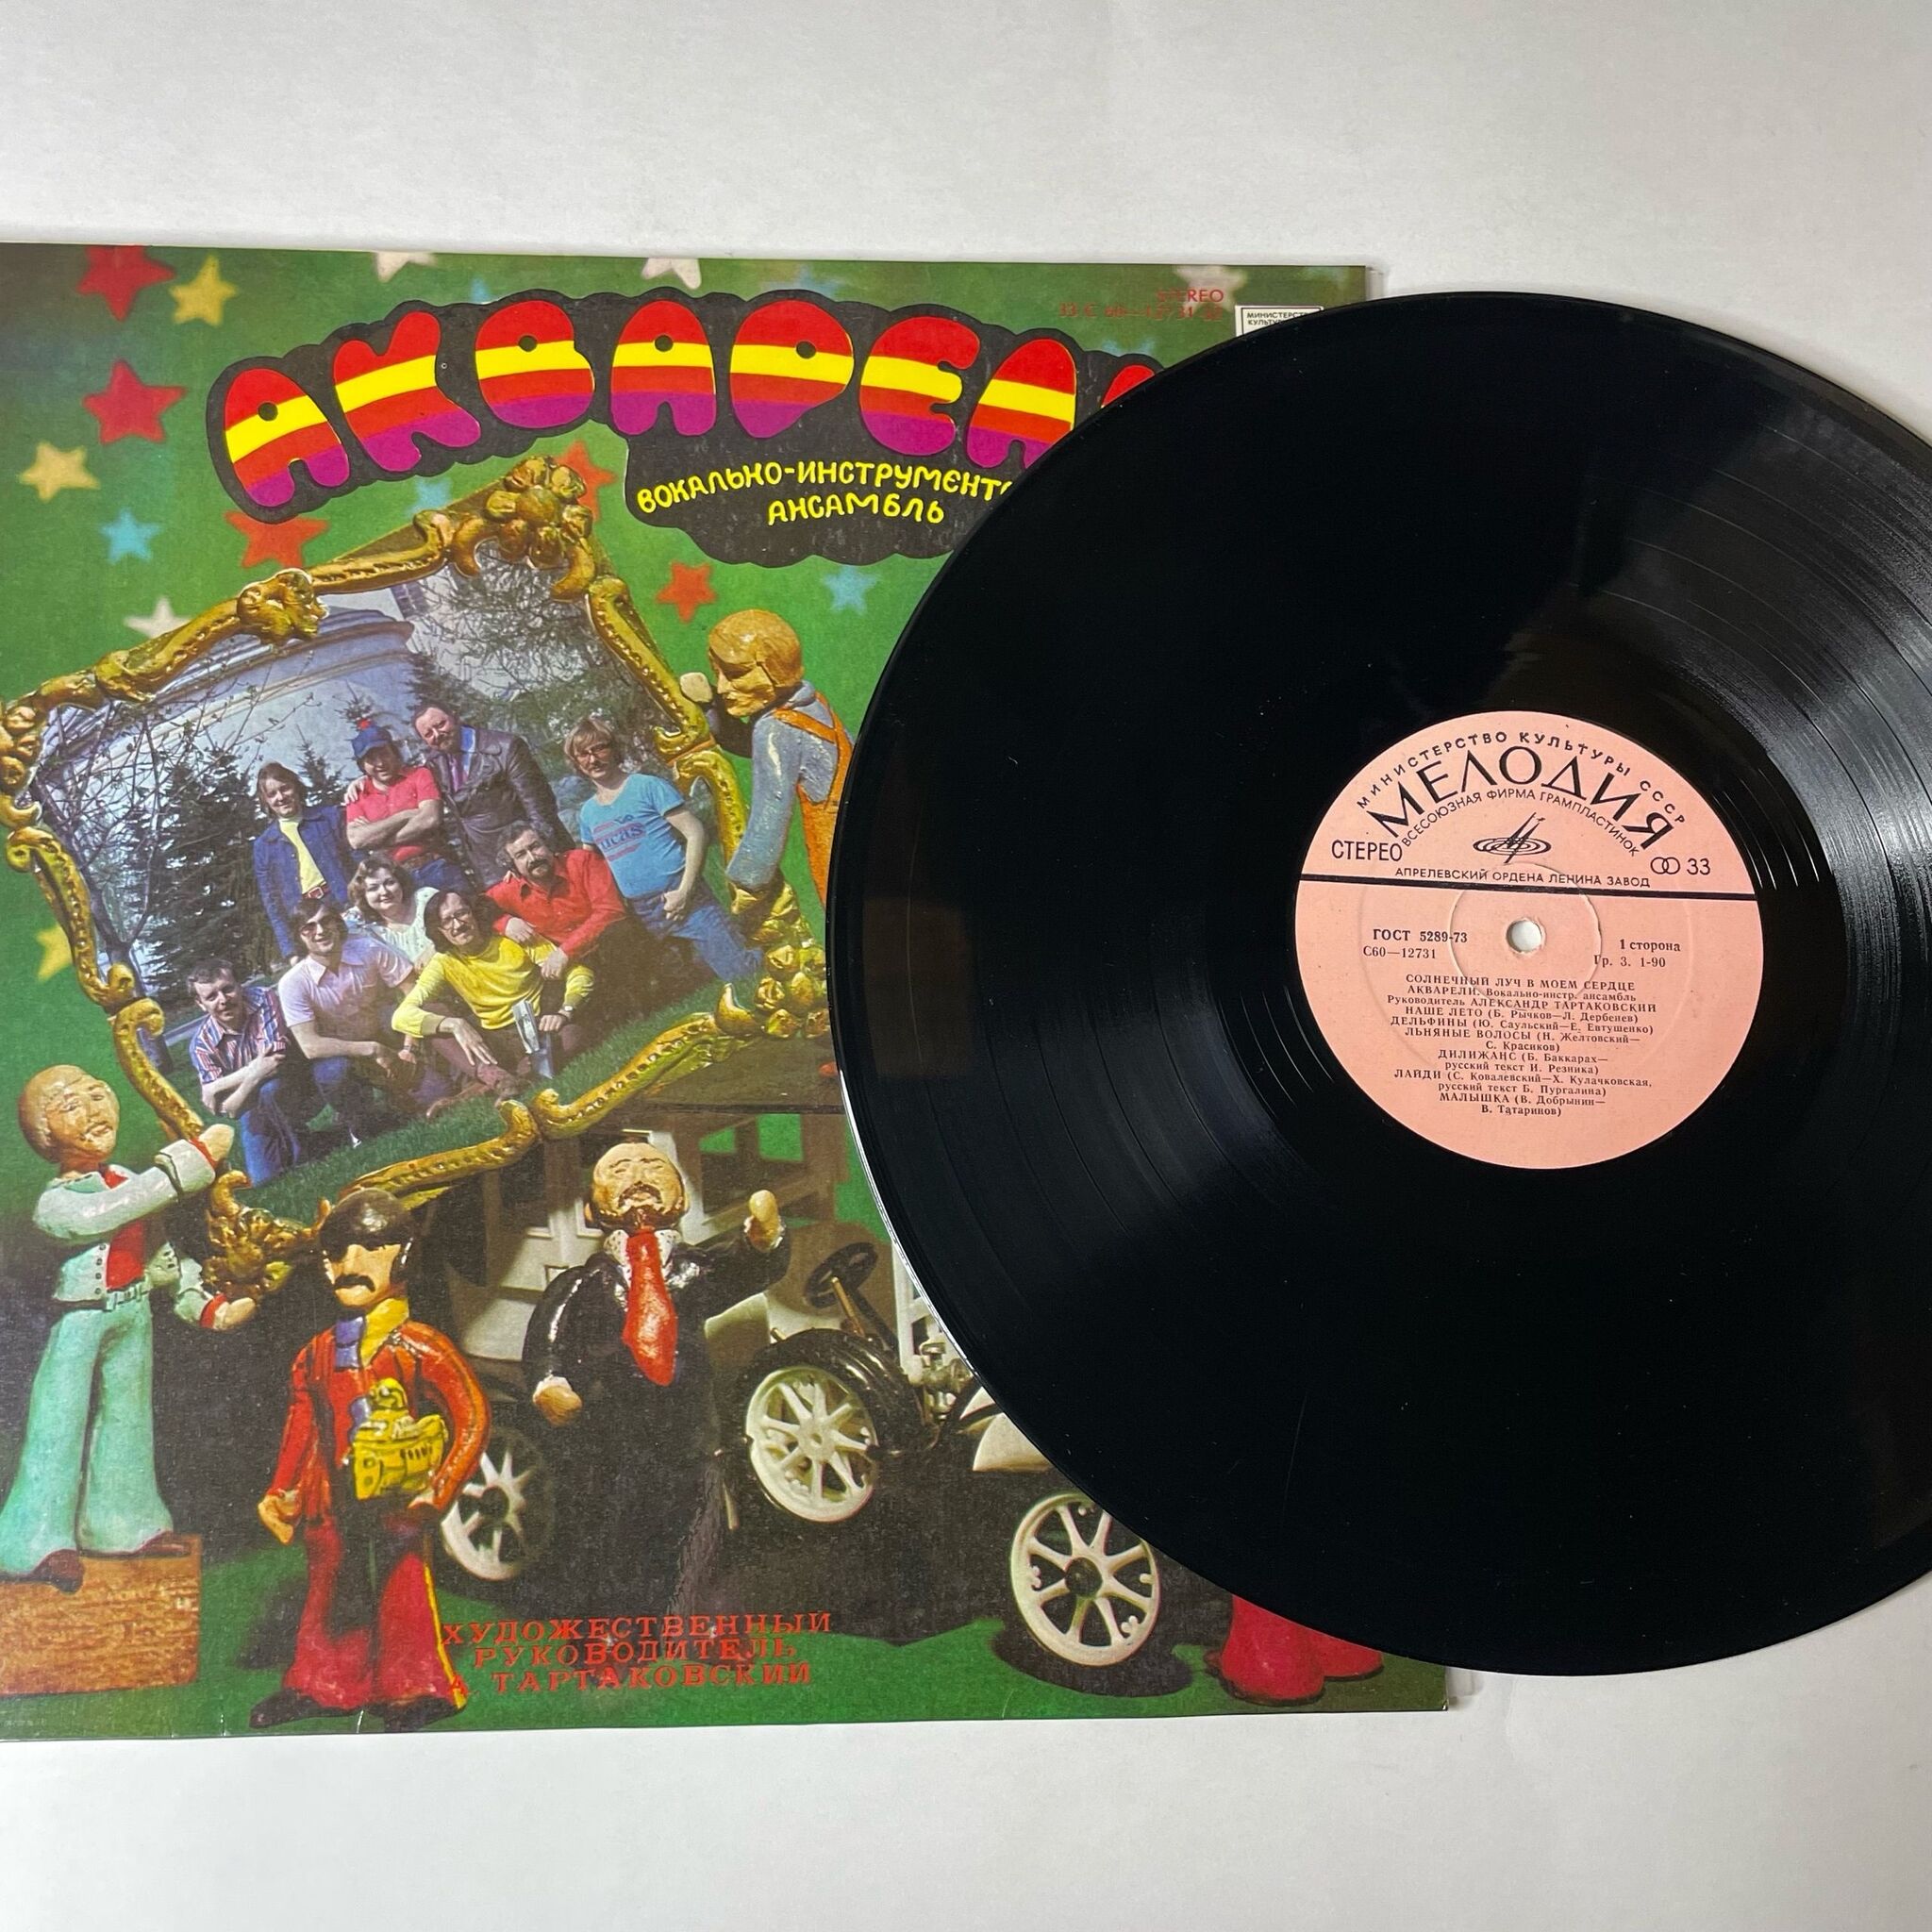 STEREO
АКВАРЕЛ
ВОКАЛЬНО-ИНСТРУМЕНТ
АНСАМБЛЬ
МИНИСТЕРС
КУЛЬТУ
ucas
ХУДОЖЕСТВЕННЫЙ
РУКОВОДИТЕЛЬ
А. ТАРТАКОВСКИЙ
МИНИСТЕРСТВО КУЛЬТУРЫ СССР
МЕЛОДИЯ
ВСЕСОЮЗНАЯ ФИРМА ГРАМПЛАСТИНОК
СТЕРЕО
33
АПРЕЛЕВСКИЙ ОРДЕНА ЛЕНИНА ЗАВОД
ГОСТ 5289-73
С60—12731
1 сторона
Гр. 3. 1-90
СОЛНЕЧНЫЙ ЛУЧ В МОЕМ СЕРДЦЕ
АКВАРЕЛИ. Вокально-инстр. ансамбль
Руководитель АЛЕКСАНДР ТАРТАКОВСКИЙ
НАШЕ ЛЕТО (Б. Рычков—Л. Дербенев)
ДЕЛЬФИНЫ (Ю. Саульский—Е. Евтушенко)
ЛЬНЯНЫЕ ВОЛОСЫ (Н. Желтовский—
С. Красиков)
ДИЛИЖАНС (Б. Баккарах—
русский текст И. Резника)
ЛАЙДИ (С. Ковалевский—Х. Кулачковская,
русский текст Б. Пургалина)
МАЛЫШКА (В. Добрынин—
В. Татаринов)